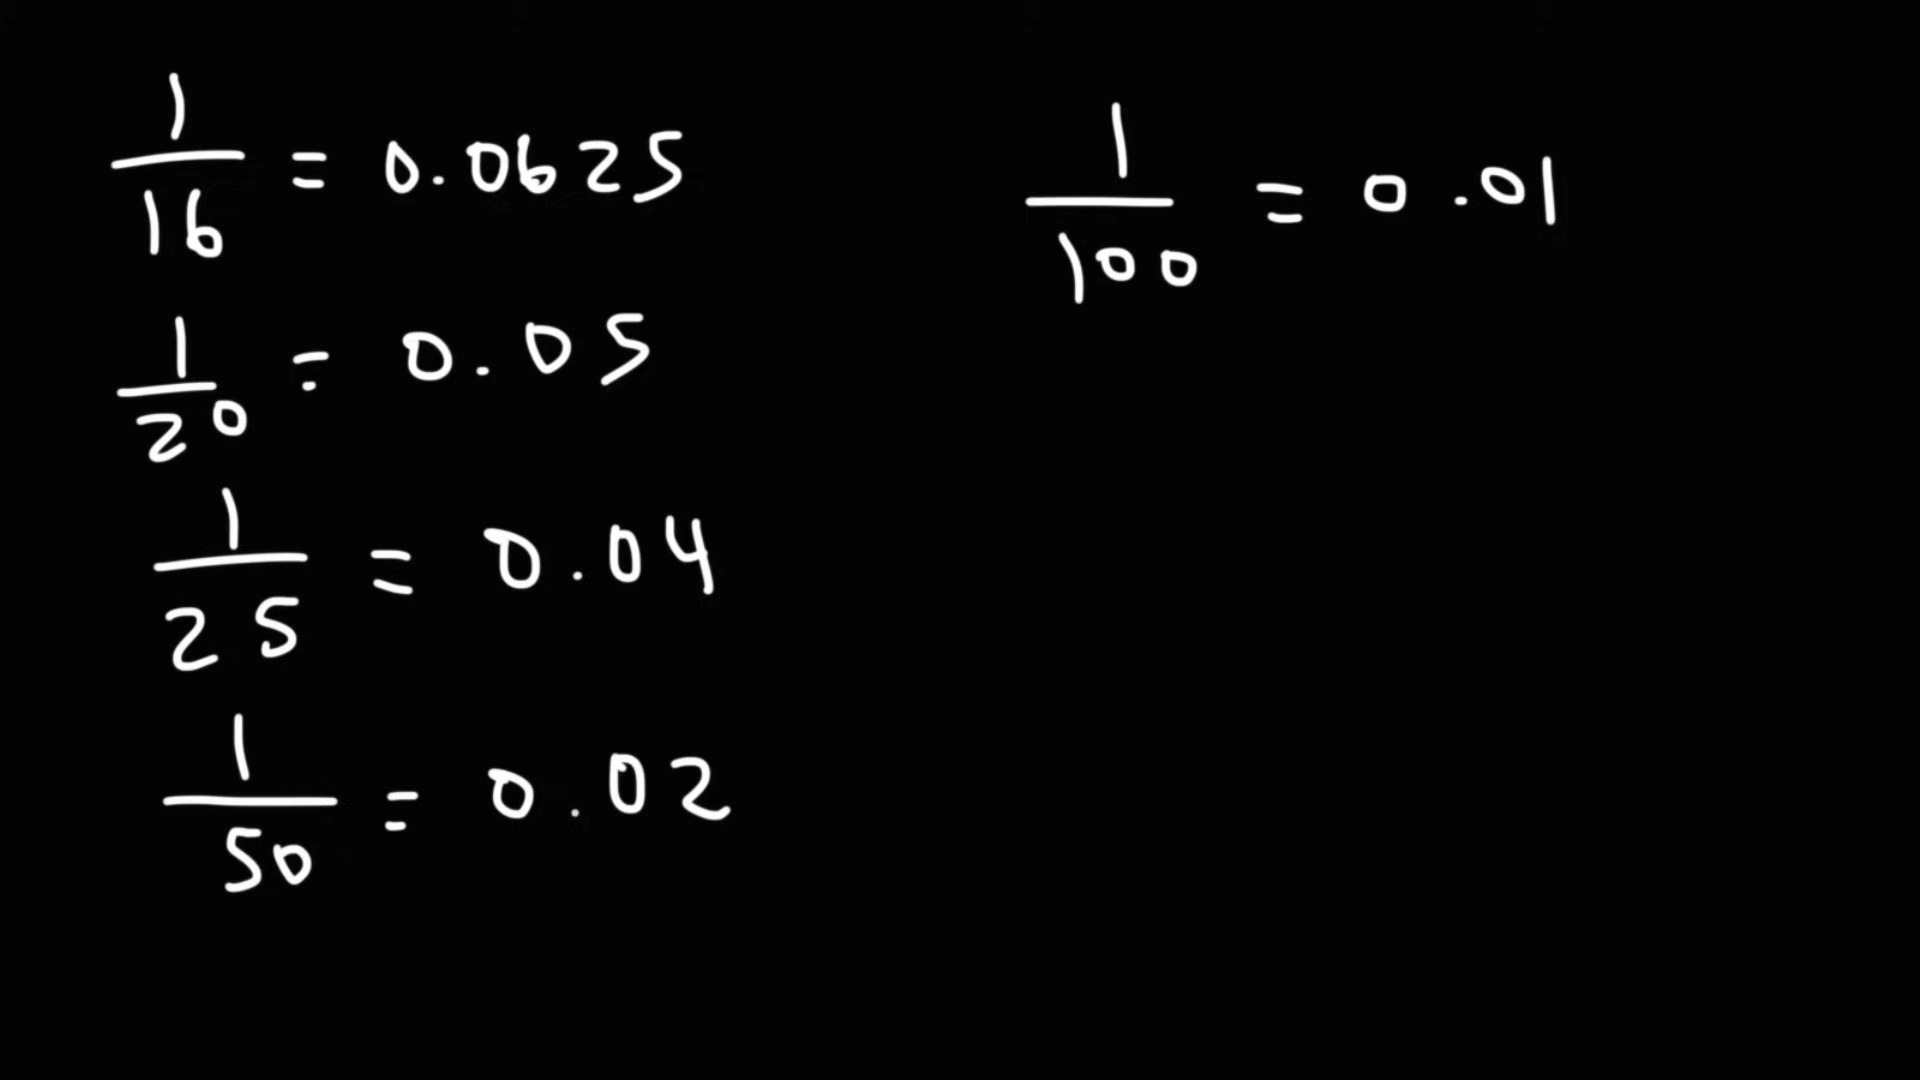 1/16 = 0.0625
1/20 = 0.05
1/25 = 0.04
1/50 = 0.02
1/100 = 0.01